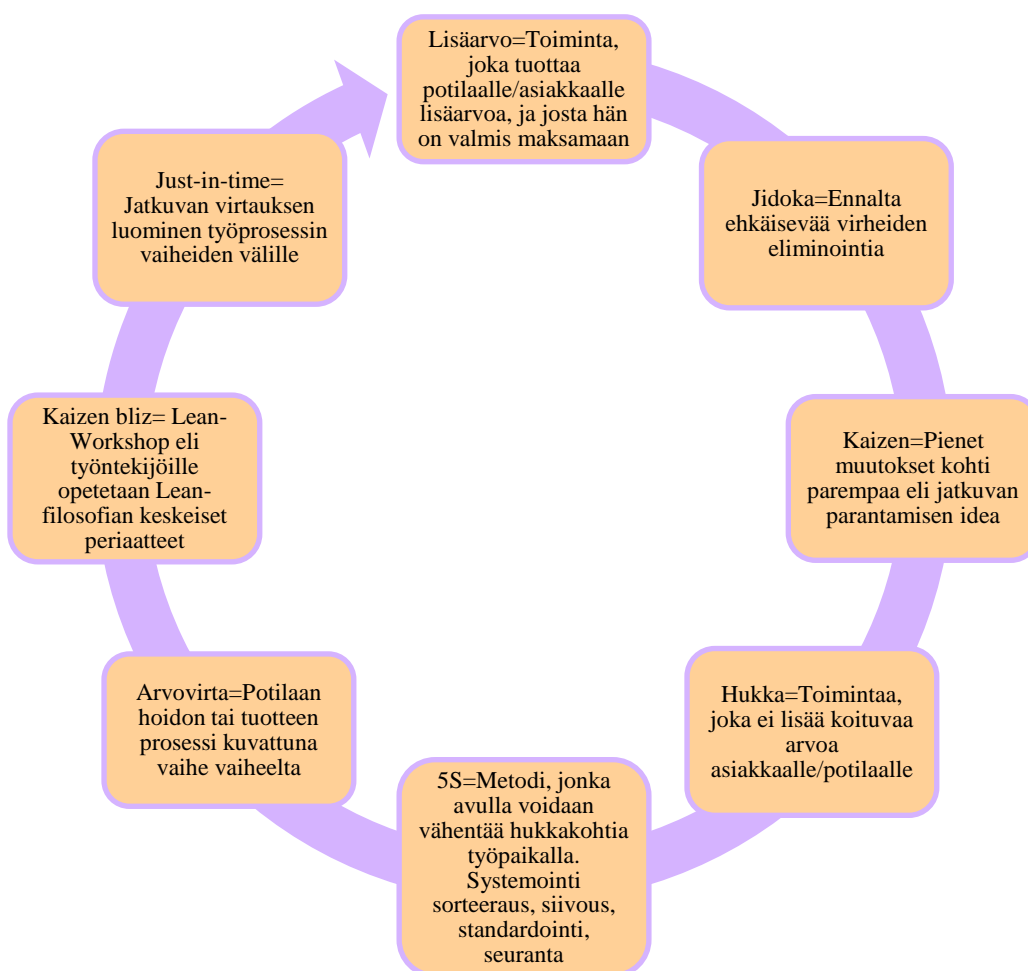 Lisäarvo=Toiminta,
joka tuottaa
potilaalle/asiakkaalle
lisäarvoa, ja josta hän
on valmis maksamaan
Jidoka=Ennalta
ehkäisevää virheiden
eliminointia
Kaizen=Pienet
muutokset kohti
parempaa eli jatkuvan
parantamisen idea
Hukka=Toimintaa,
joka ei lisää koituvaa
arvoa
asiakkaalle/potilaalle
5S=Metodi, jonka
avulla voidaan
vähentää hukkakohtia
työpaikalla.
Systemointi
sorteeraus, siivous,
standardointi,
seuranta
Arvovirta=Potilaan
hoidon tai tuotteen
prosessi kuvattuna
vaihe vaiheelta
Kaizen bliz= Lean-
Workshop eli
työntekijöille
opetetaan Lean-
filosofian keskeiset
periaatteet
Just-in-time=
Jatkuvan virtauksen
luominen työprosessin
vaiheiden välille